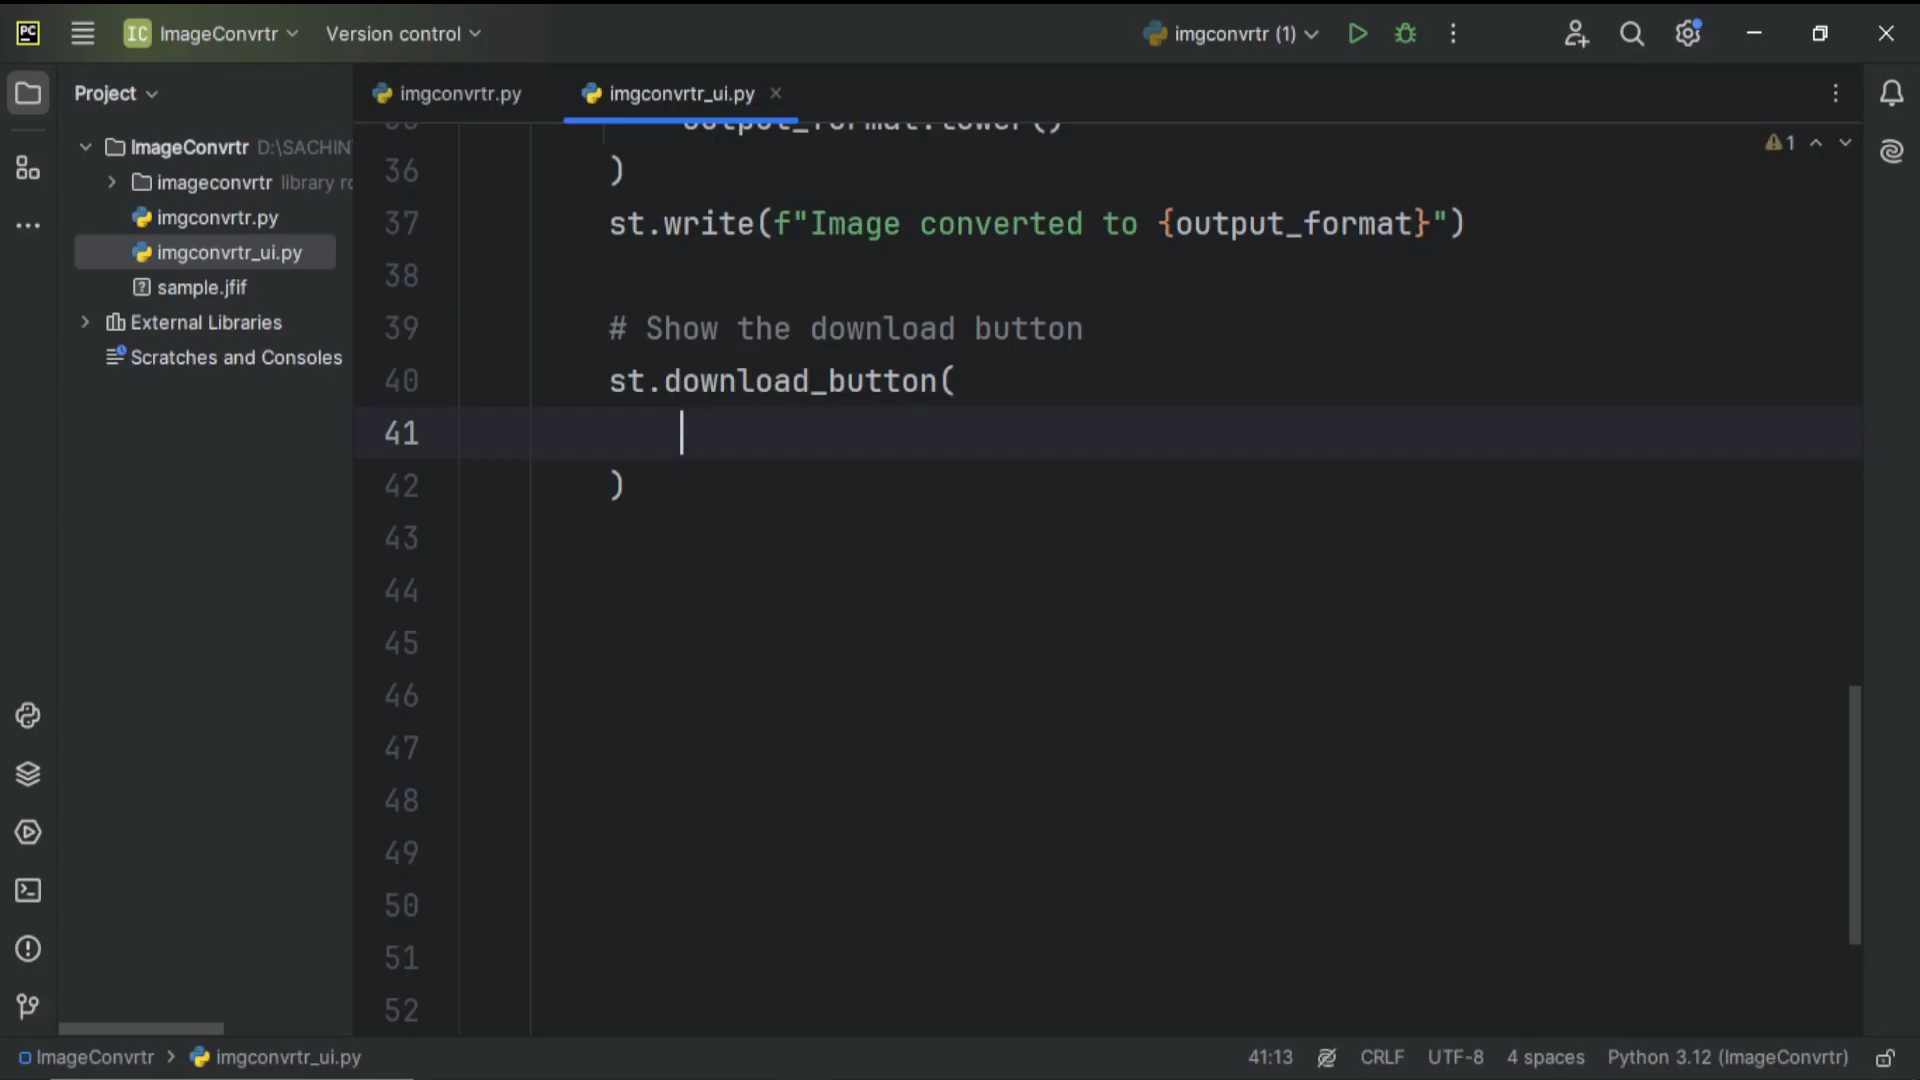 PC
IC ImageConvrtr
Version control
imgconvrtr (1)
Project
imgconvrtr.py
imgconvrtr_ui.py
ImageConvrtr D:\SACHIN
imageconvrtr library ro
imgconvrtr.py
imgconvrtr_ui.py
sample.jfif
External Libraries
Scratches and Consoles
output_format.lower()
1
36 )
37 st.write(f"Image converted to {output_format}")
38
39 # Show the download button
40 st.download_button(
41
42 )
43
44
45
46
47
48
49
50
51
52
ImageConvrtr > imgconvrtr_ui.py
41:13 CRLF UTF-8 4 spaces Python 3.12 (ImageConvrtr)